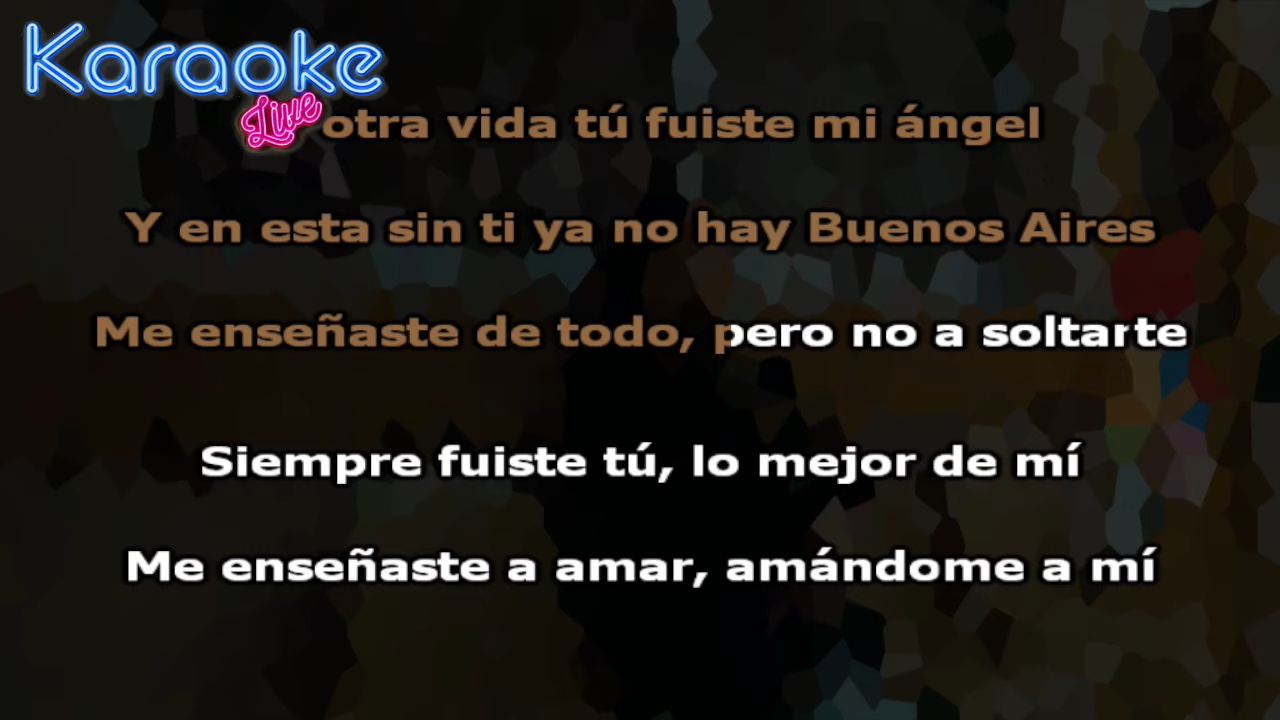 Karaoke
Live
otra vida tú fuiste mi ángel
Y en esta sin ti ya no hay Buenos Aires
Me enseñaste de todo, pero no a soltarte
Siempre fuiste tú, lo mejor de mí
Me enseñaste a amar, amándome a mí